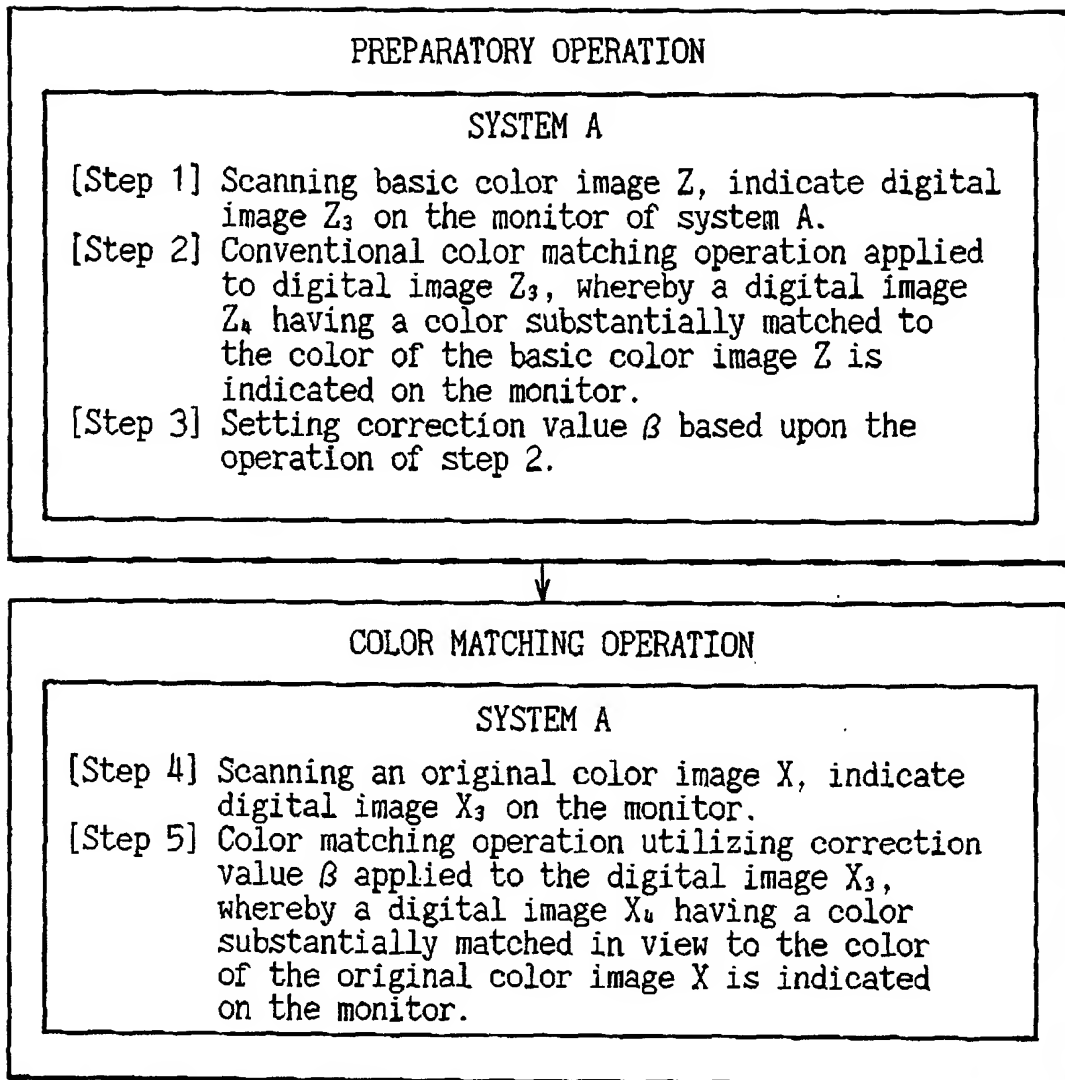 PREPARATORY OPERATION
SYSTEM A
[Step 1] Scanning basic color image Z, indicate digital
image Z₃ on the monitor of system A.
[Step 2] Conventional color matching operation applied
to digital image Z₃, whereby a digital image
Z₄ having a color substantially matched to
the color of the basic color image Z is
indicated on the monitor.
[Step 3] Setting correction value β based upon the
operation of step 2.
COLOR MATCHING OPERATION
SYSTEM A
[Step 4] Scanning an original color image X, indicate
digital image X₃ on the monitor.
[Step 5] Color matching operation utilizing correction
value β applied to the digital image X₃,
whereby a digital image X₄ having a color
substantially matched in view to the color
of the original color image X is indicated
on the monitor.